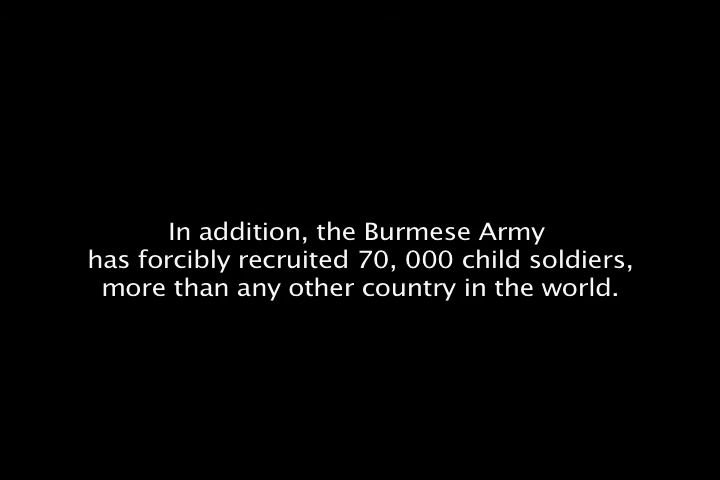 In addition, the Burmese Army
has forcibly recruited 70, 000 child soldiers,
more than any other country in the world.